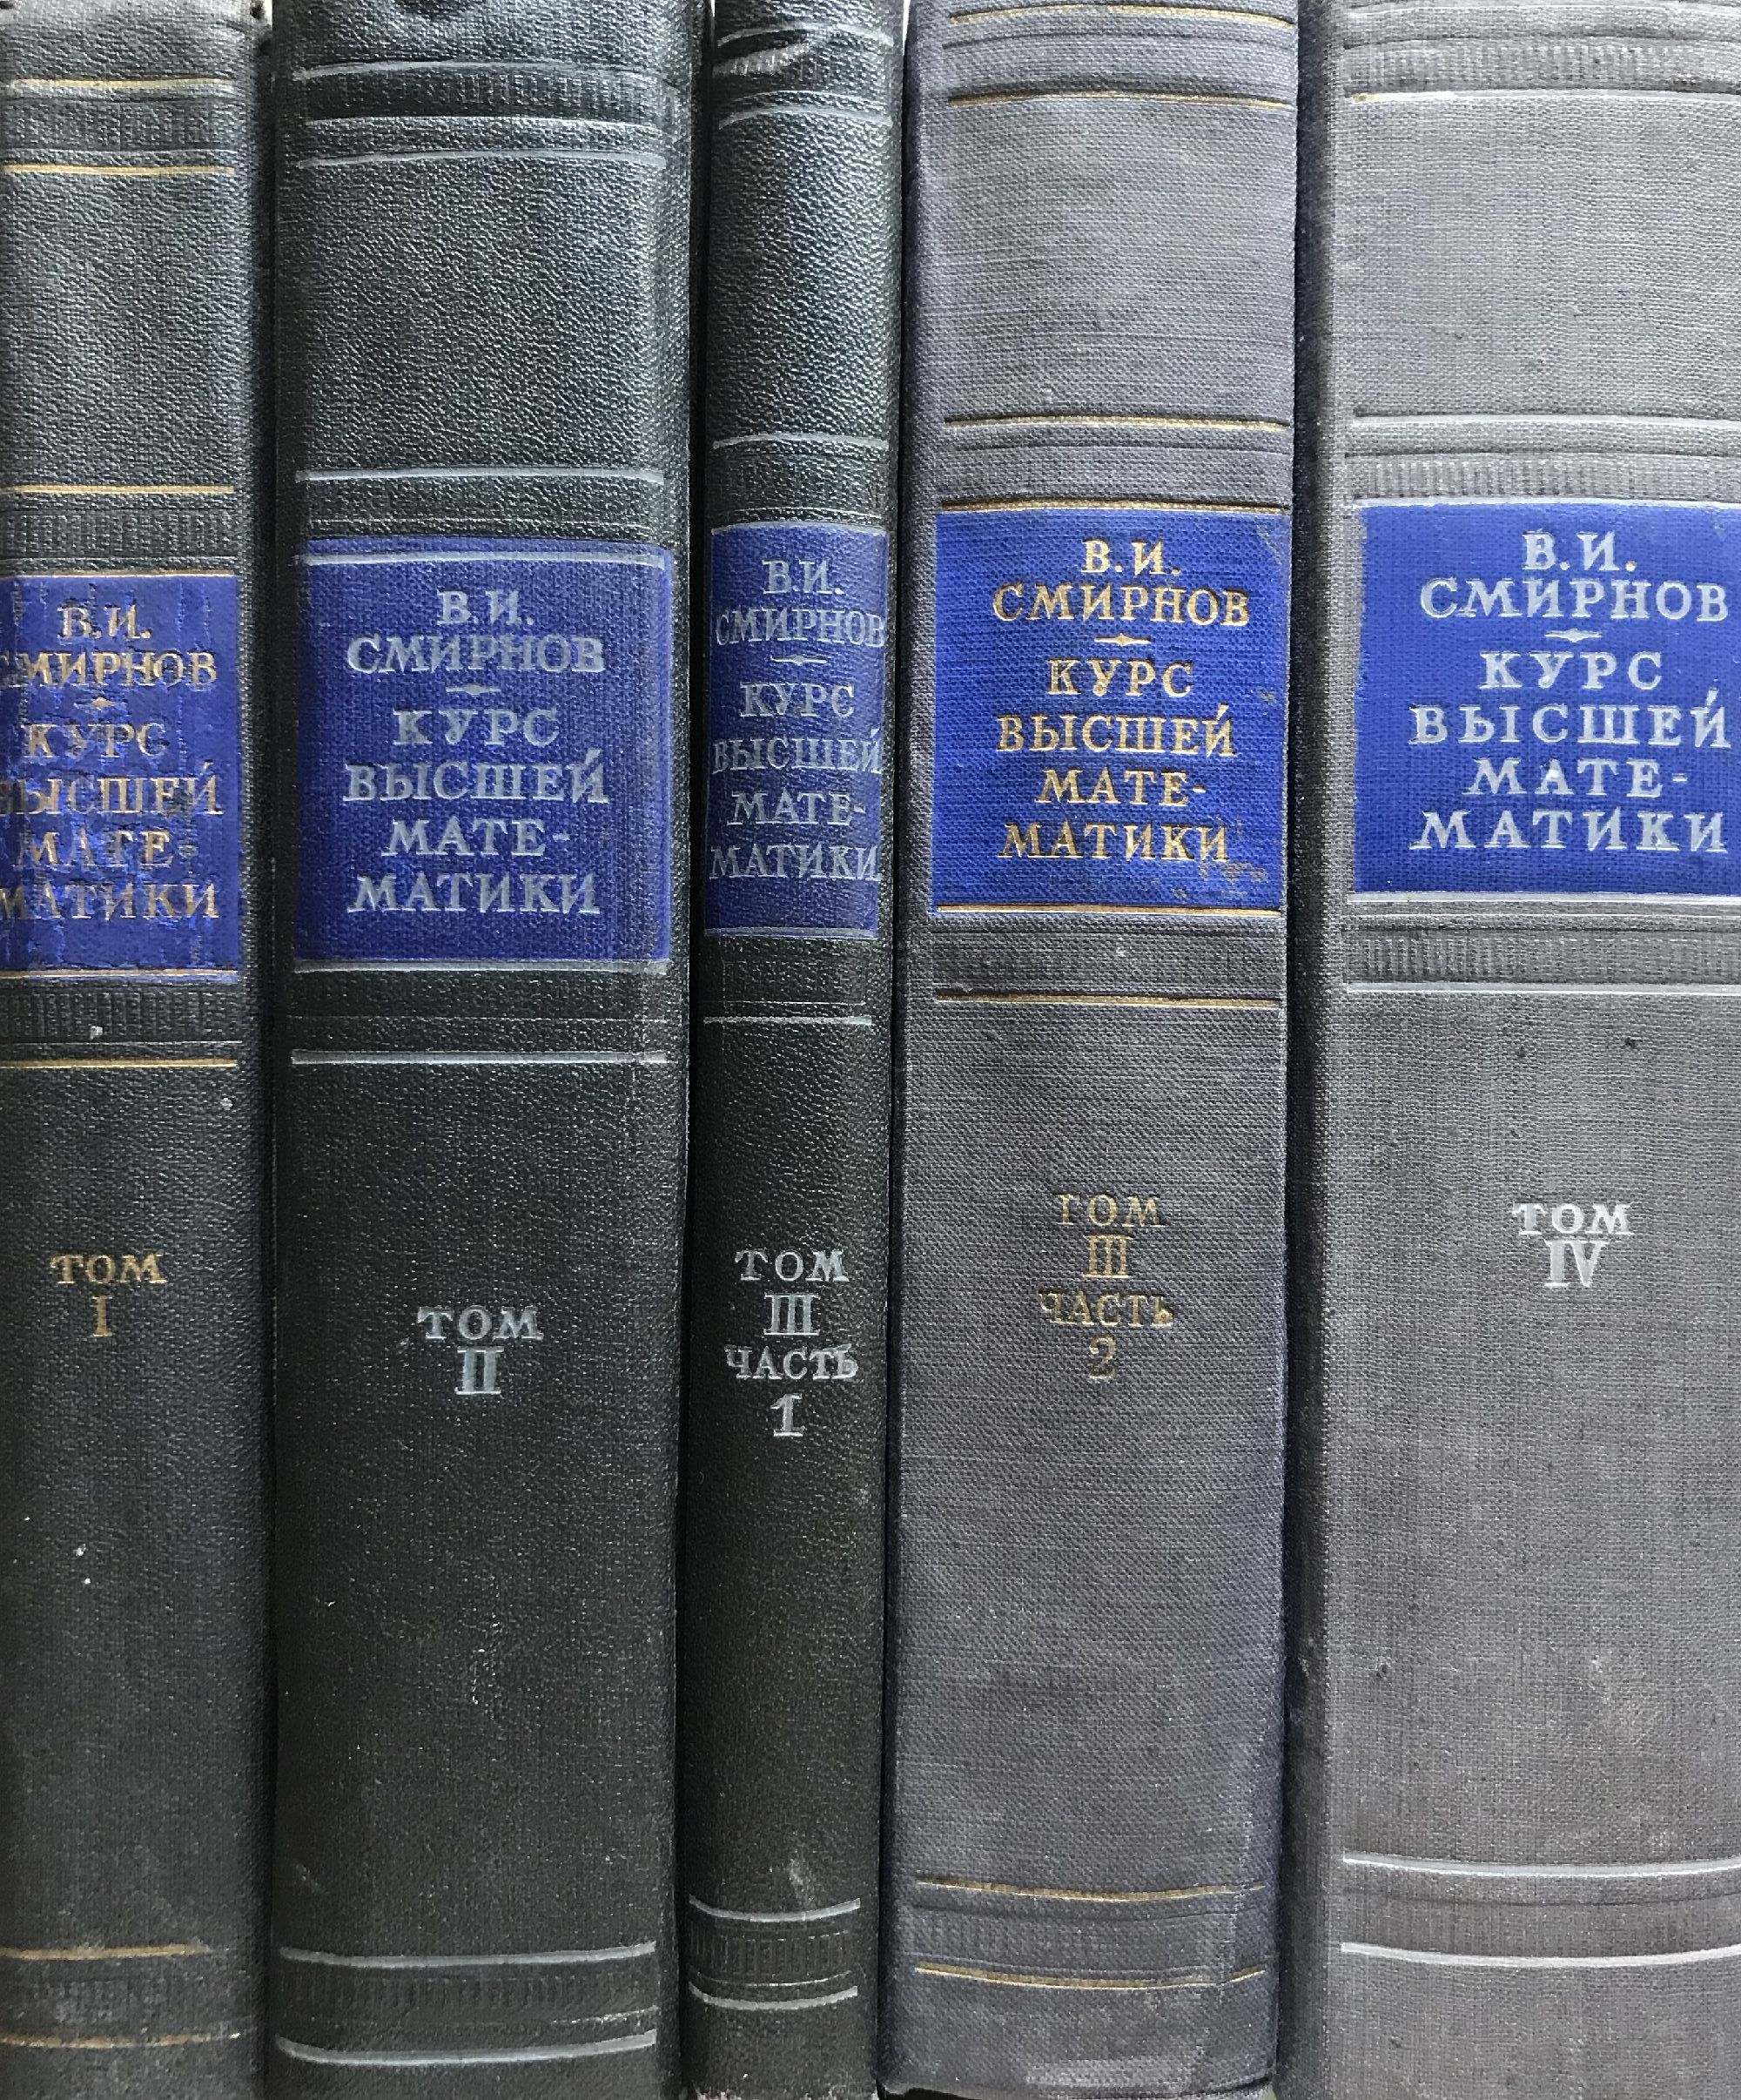 В.И.
СМИРНОВ
КУРС
ВЫСШЕЙ
МАТЕ-
МАТИКИ
ТОМ
I
В.И.
СМИРНОВ
КУРС
ВЫСШЕЙ
МАТЕ-
МАТИКИ
ТОМ
II
В.И.
СМИРНОВ
КУРС
ВЫСШЕЙ
МАТЕ-
МАТИКИ
ТОМ
III
ЧАСТЬ
1
В.И.
СМИРНОВ
КУРС
ВЫСШЕЙ
МАТЕ-
МАТИКИ
ТОМ
III
ЧАСТЬ
2
В.И.
СМИРНОВ
КУРС
ВЫСШЕЙ
МАТЕ-
МАТИКИ
ТОМ
IV